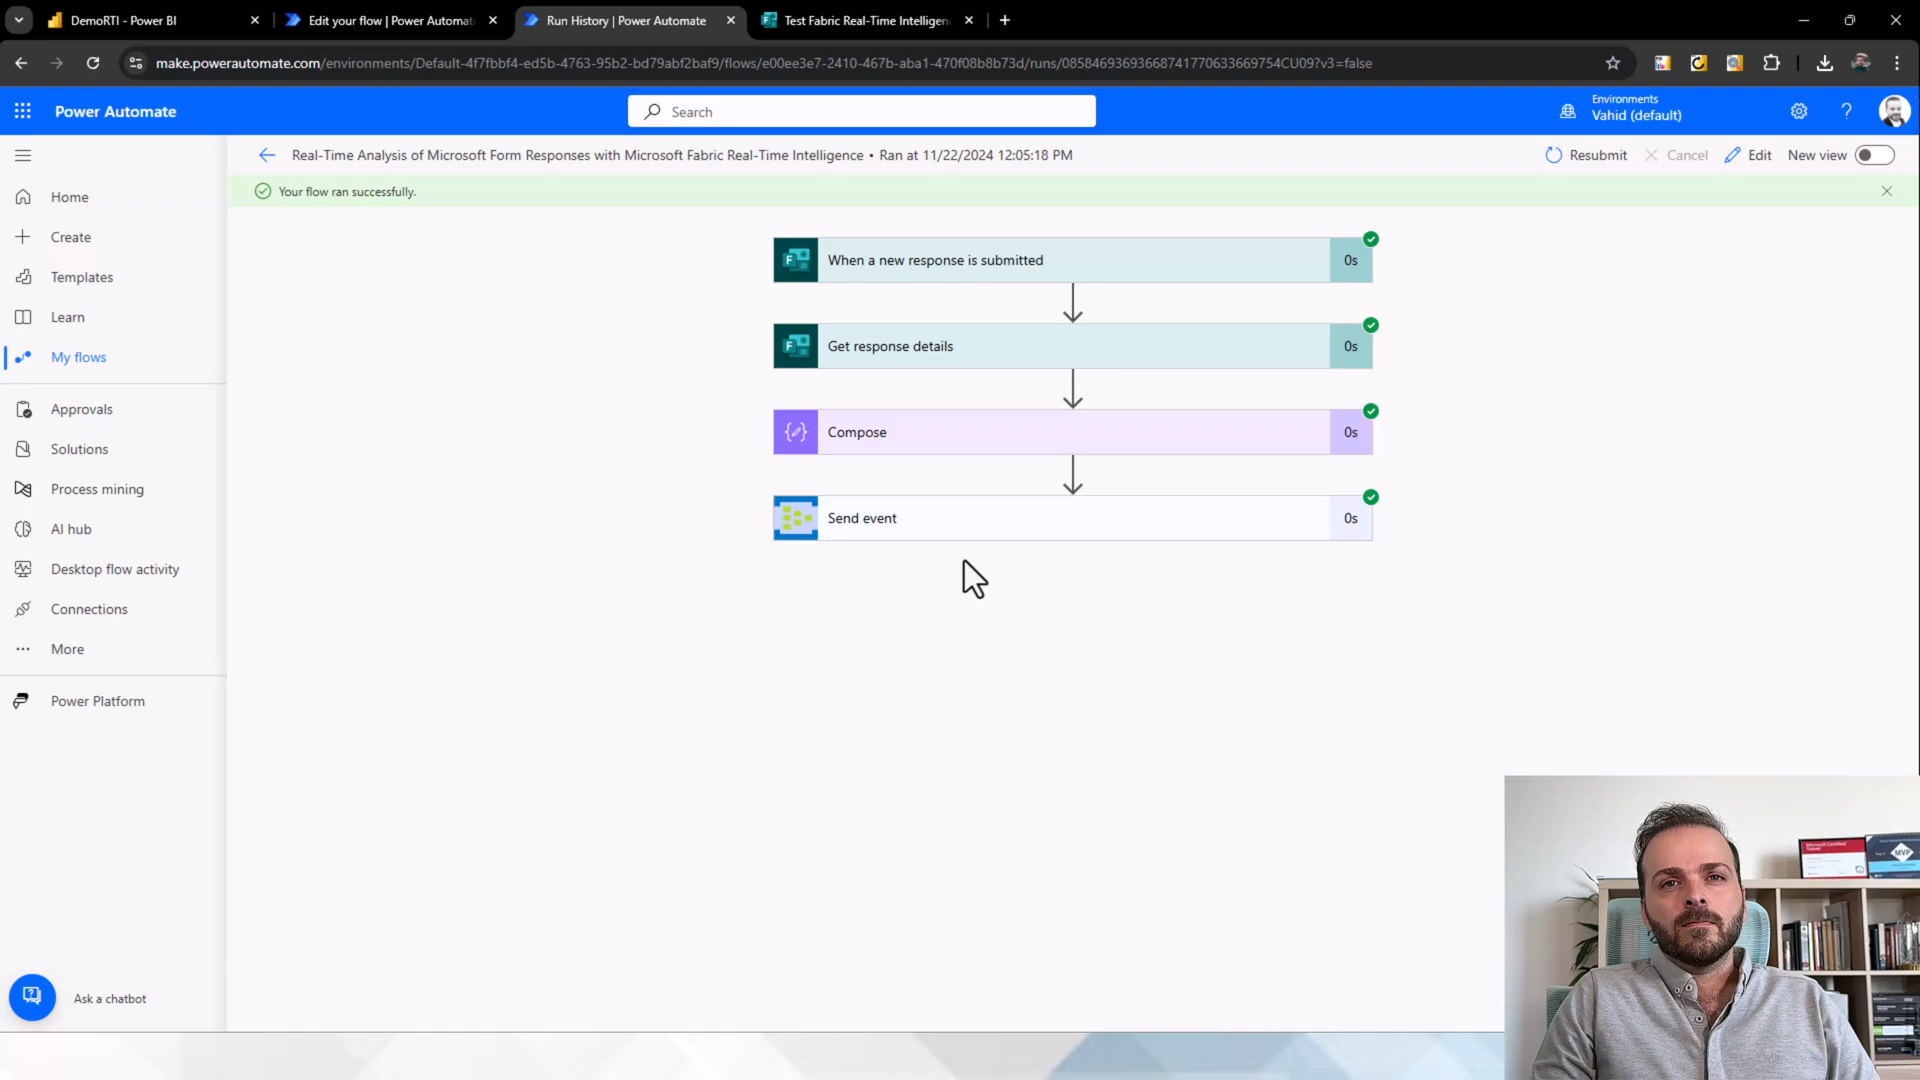 DemoRTI - Power BI
Edit your flow | Power Automat
Run History | Power Automate
Test Fabric Real-Time Intelligen
make.powerautomate.com/environments/Default-4f7fbbf4-ed5b-4763-95b2-bd79abf2baf9/flows/e00ee3e7-2410-467b-aba1-470f08b8b73d/runs/08584693693668741770633669754CU09?v3=false
Power Automate
Search
Environments
Vahid (default)
Real-Time Analysis of Microsoft Form Responses with Microsoft Fabric Real-Time Intelligence • Ran at 11/22/2024 12:05:18 PM
Resubmit
Cancel
Edit
New view
Your flow ran successfully.
Home
Create
Templates
Learn
My flows
Approvals
Solutions
Process mining
AI hub
Desktop flow activity
Connections
More
Power Platform
Ask a chatbot
When a new response is submitted
0s
Get response details
0s
Compose
0s
Send event
0s
MVP